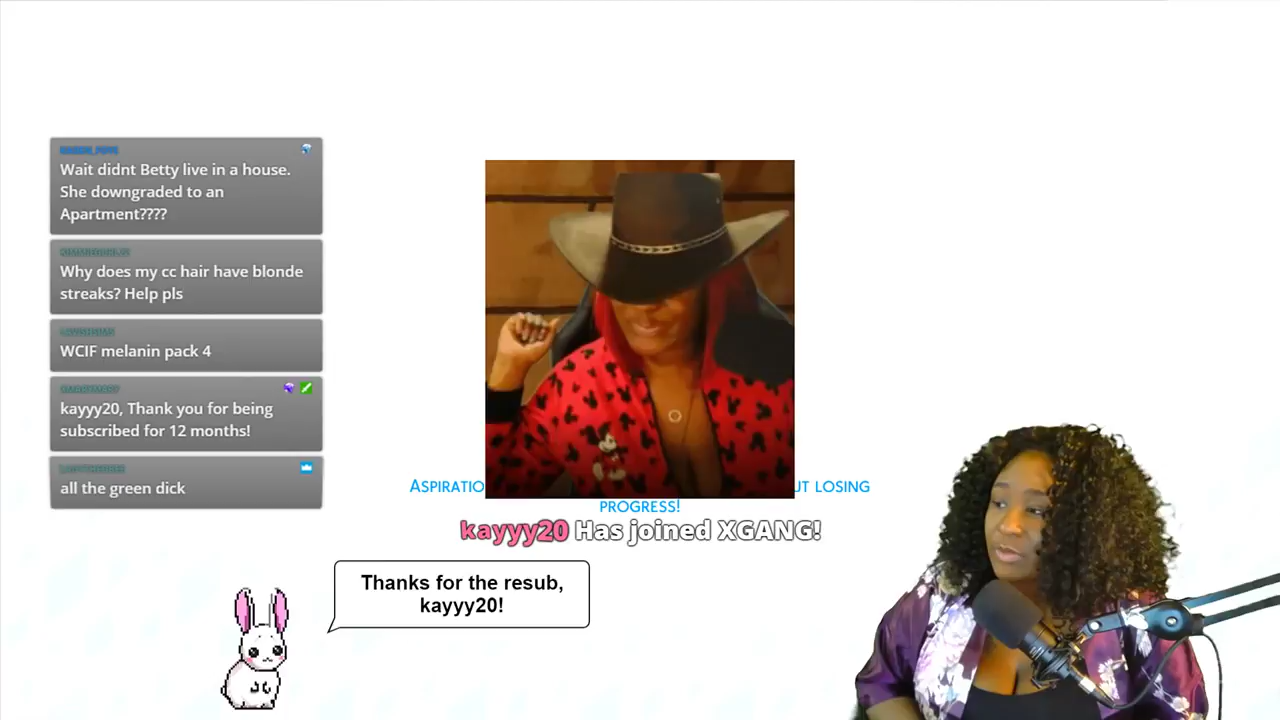 Wait didnt Betty live in a house.
She downgraded to an
Apartment????
Why does my cc hair have blonde
streaks? Help pls
WCIF melanin pack 4
kayyy20, Thank you for being
subscribed for 12 months!
all the green dick
UT LOSING
PROGRESS!
kayyy20 Has joined XGANG!
Thanks for the resub,
kayyy20!